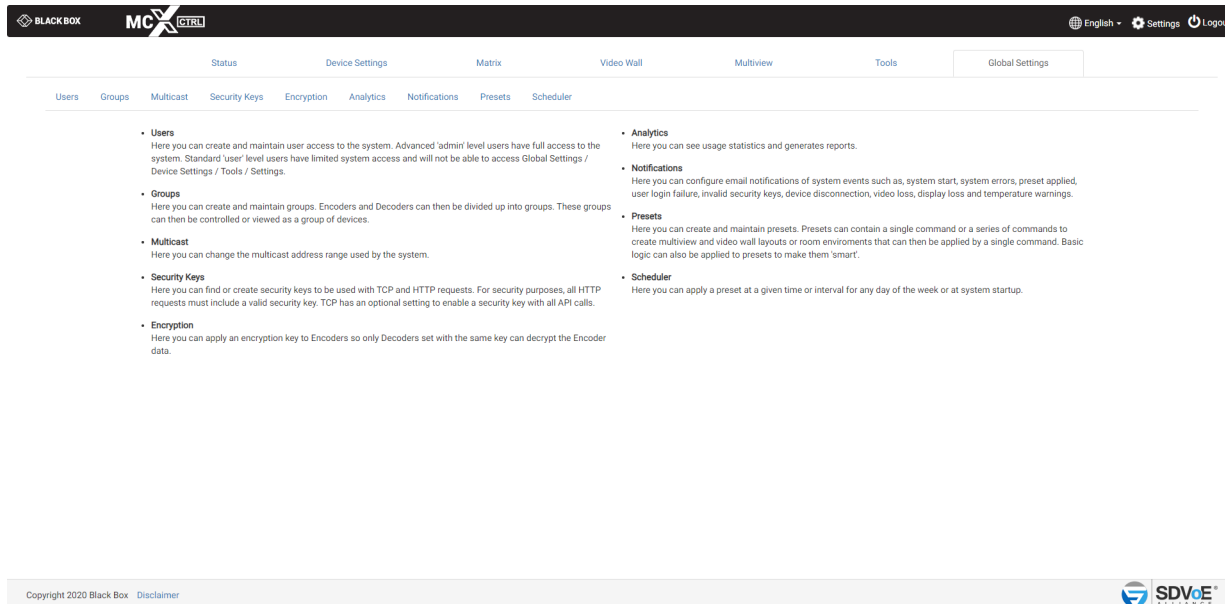 BLACK BOX
MCX CTRL
English
Settings
Logou
Status
Device Settings
Matrix
Video Wall
Multiview
Tools
Global Settings
Users
Groups
Multicast
Security Keys
Encryption
Analytics
Notifications
Presets
Scheduler
• Users
Here you can create and maintain user access to the system. Advanced 'admin' level users have full access to the
system. Standard 'user' level users have limited system access and will not be able to access Global Settings /
Device Settings / Tools / Settings.
• Groups
Here you can create and maintain groups. Encoders and Decoders can then be divided up into groups. These groups
can then be controlled or viewed as a group of devices.
• Multicast
Here you can change the multicast address range used by the system.
• Security Keys
Here you can find or create security keys to be used with TCP and HTTP requests. For security purposes, all HTTP
requests must include a valid security key. TCP has an optional setting to enable a security key with all API calls.
• Encryption
Here you can apply an encryption key to Encoders so only Decoders set with the same key can decrypt the Encoder
data.
• Analytics
Here you can see usage statistics and generates reports.
• Notifications
Here you can configure email notifications of system events such as, system start, system errors, preset applied,
user login failure, invalid security keys, device disconnection, video loss, display loss and temperature warnings.
• Presets
Here you can create and maintain presets. Presets can contain a single command or a series of commands to
create multiview and video wall layouts or room enviroments that can then be applied by a single command. Basic
logic can also be applied to presets to make them 'smart'.
• Scheduler
Here you can apply a preset at a given time or interval for any day of the week or at system startup.
Copyright 2020 Black Box Disclaimer
SDVoE